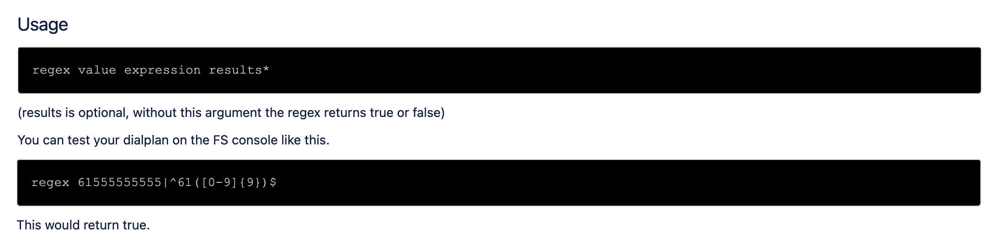 Usage
regex value expression results*
(results is optional, without this argument the regex returns true or false)
You can test your dialplan on the FS console like this.
regex 61555555555|^61([0-9]{9})$
This would return true.